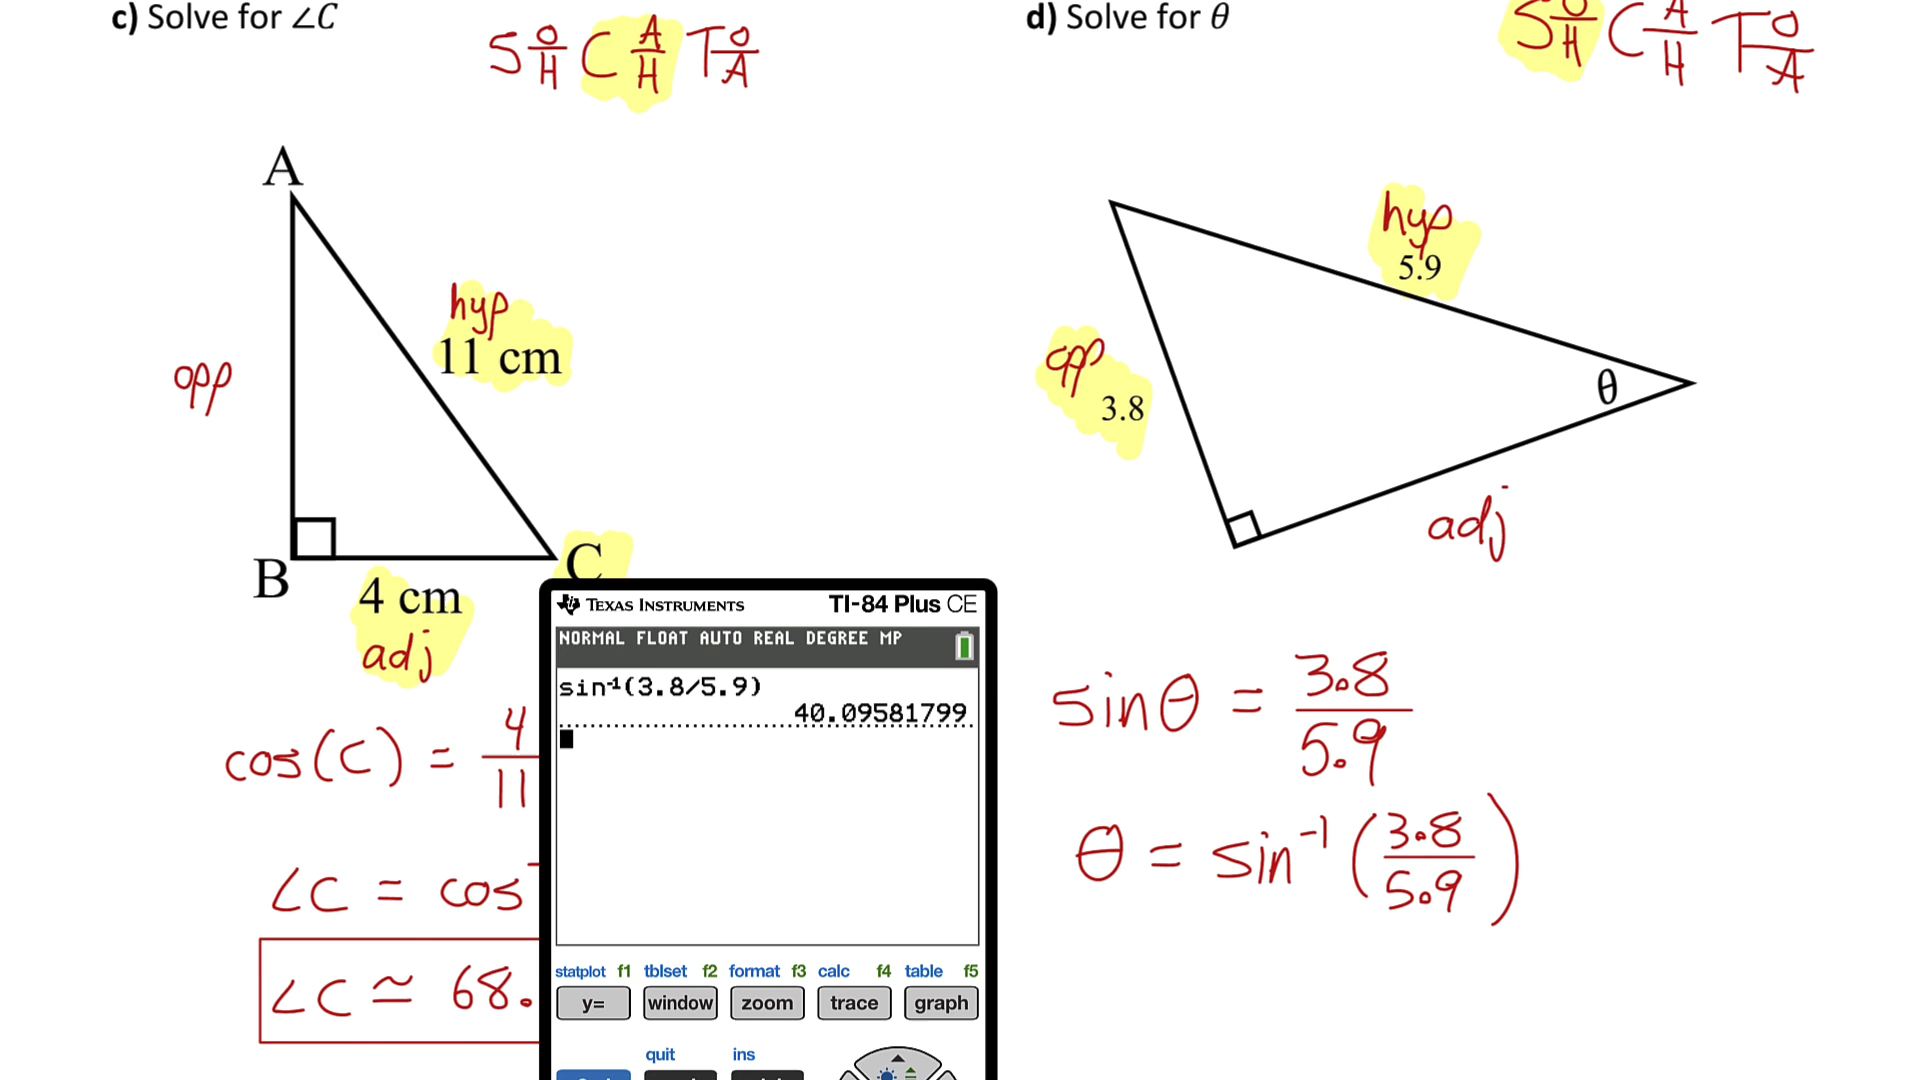 c) Solve for ∠C
S O/H C A/H T O/A
A
hyp
11 cm
opp
B
C
4 cm
adj
cos(C) = 4/11
∠C = cos
∠C ≃ 68.
d) Solve for θ
S O/H C A/H T O/A
hyp
5.9
opp
3.8
θ
adj
sinθ = 3.8/5.9
θ = sin⁻¹(3.8/5.9)
TEXAS INSTRUMENTS TI-84 Plus CE
NORMAL FLOAT AUTO REAL DEGREE MP
sin⁻¹(3.8/5.9)
40.09581799
statplot f1 tblset f2 format f3 calc f4 table f5
y= window zoom trace graph
quit ins